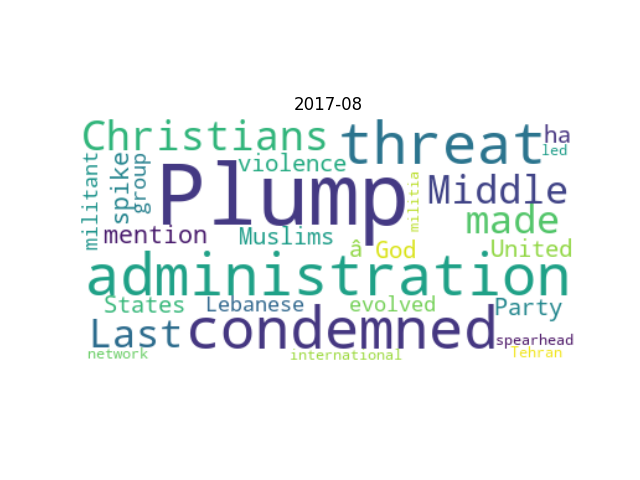 2017-08
Christians threat ha
led
militant spike group violence Plump militia Middle
made
mention Muslims â God United
administration
States Lebanese evolved Party
Last condemned spearhead
network international Tehran